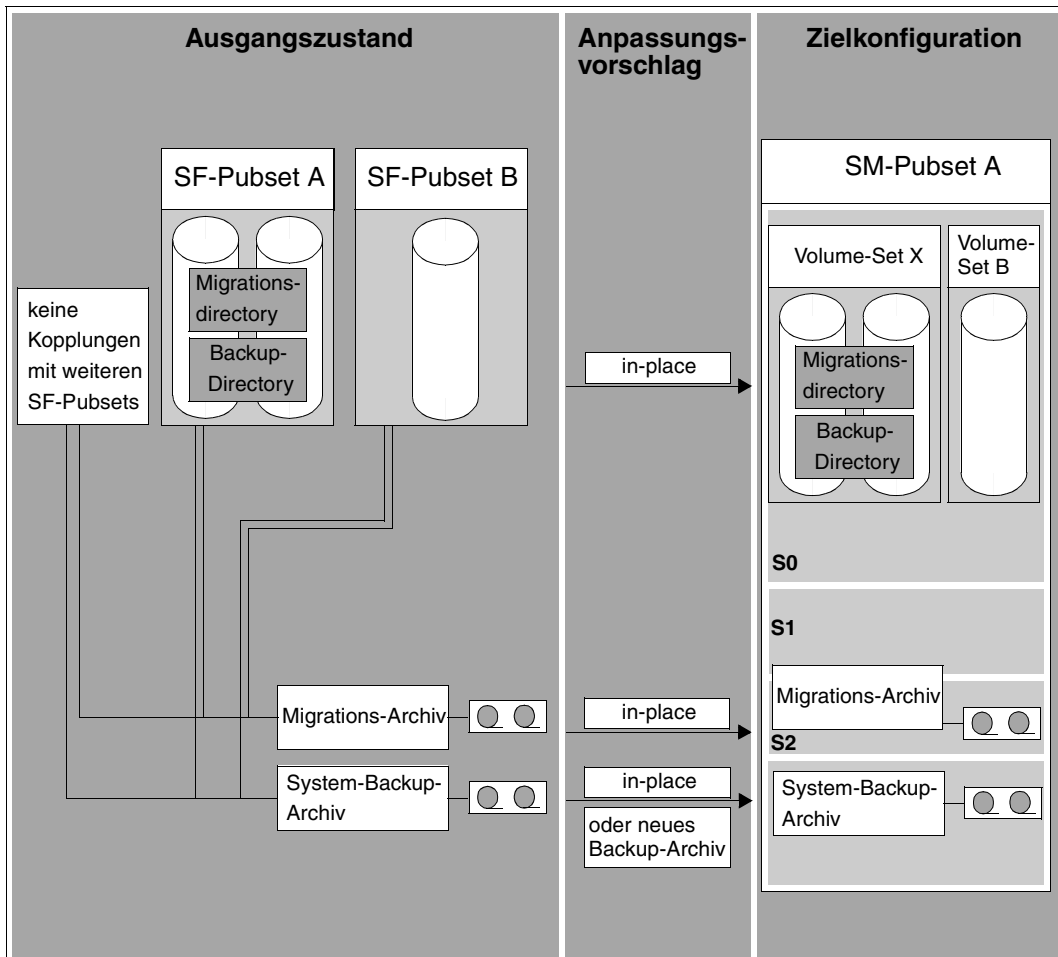 Ausgangszustand
Anpassungs-
vorschlag
Zielkonfiguration
SF-Pubset A
SF-Pubset B
Migrations-
directory
Backup-
Directory
keine
Kopplungen
mit weiteren
SF-Pubsets
Migrations-Archiv
System-Backup-
Archiv
in-place
in-place
in-place
oder neues
Backup-Archiv
SM-Pubset A
Volume-Set X
Volume-
Set B
Migrations-
directory
Backup-
Directory
S0
S1
Migrations-Archiv
S2
System-Backup-
Archiv